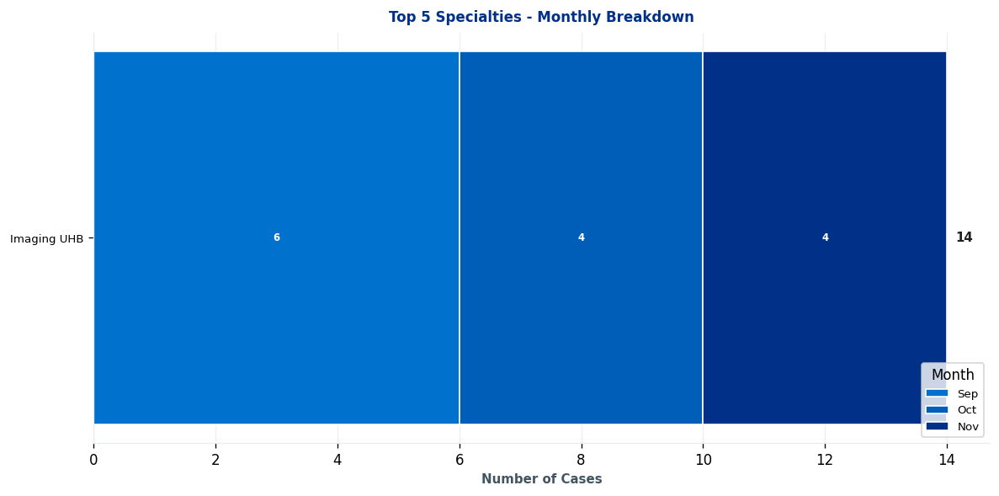 Top 5 Specialties - Monthly Breakdown
Imaging UHB
6
4
4
14
Month
Sep
Oct
Nov
0 2 4 6 8 10 12 14
Number of Cases